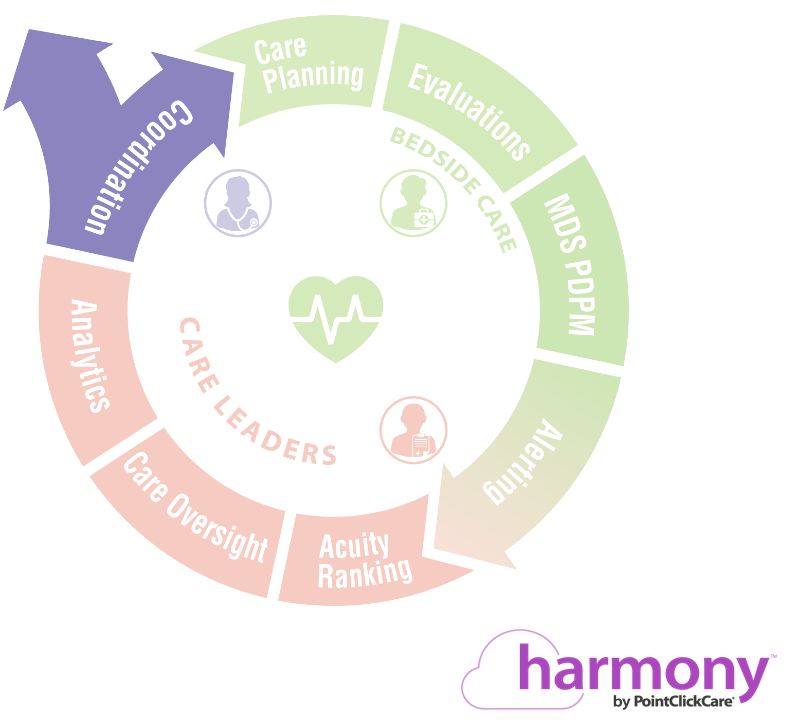 Care
Planning
Evaluations
MDS PDPM
Alerting
Acuity
Ranking
Care Oversight
Analytics
Coordination
BEDSIDE CARE
CARE LEADERS
harmony™
by PointClickCare®